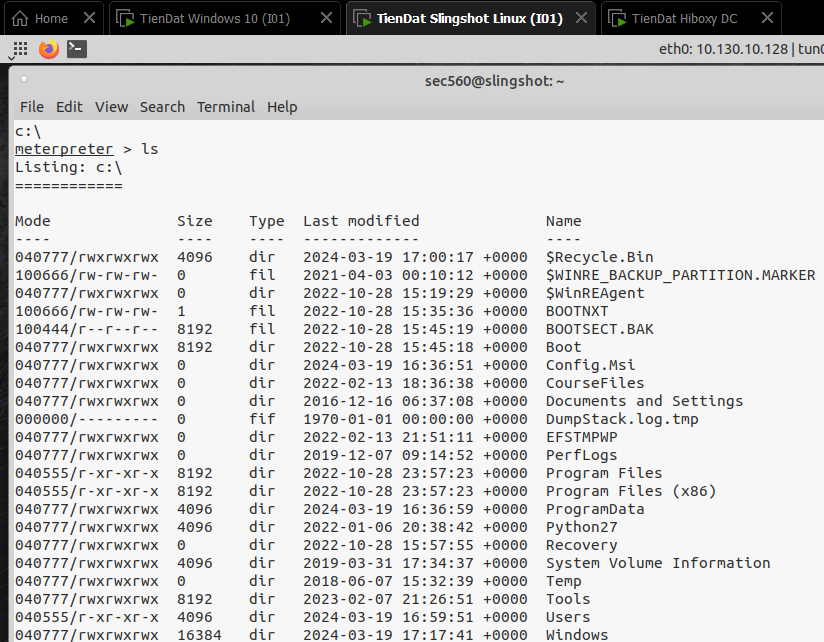 Home TienDat Windows 10 (I01) TienDat Slingshot Linux (I01) TienDat Hiboxy DC
eth0: 10.130.10.128 | tun0
sec560@slingshot: ~
File Edit View Search Terminal Help
c:\
meterpreter > ls
Listing: c:\
============
Mode Size Type Last modified Name
---- ---- ---- ------------- ----
040777/rwxrwxrwx 4096 dir 2024-03-19 17:00:17 +0000 $Recycle.Bin
100666/rw-rw-rw- 0 fil 2021-04-03 00:10:12 +0000 $WINRE_BACKUP_PARTITION.MARKER
040777/rwxrwxrwx 0 dir 2022-10-28 15:19:29 +0000 $WinREAgent
100666/rw-rw-rw- 1 fil 2022-10-28 15:35:36 +0000 BOOTNXT
100444/r--r--r-- 8192 fil 2022-10-28 15:45:19 +0000 BOOTSECT.BAK
040777/rwxrwxrwx 8192 dir 2022-10-28 15:45:18 +0000 Boot
040777/rwxrwxrwx 0 dir 2024-03-19 16:36:51 +0000 Config.Msi
040777/rwxrwxrwx 0 dir 2022-02-13 18:36:38 +0000 CourseFiles
040777/rwxrwxrwx 0 dir 2016-12-16 06:37:08 +0000 Documents and Settings
000000/--------- 0 fif 1970-01-01 00:00:00 +0000 DumpStack.log.tmp
040777/rwxrwxrwx 0 dir 2022-02-13 21:51:11 +0000 EFSTMPWP
040777/rwxrwxrwx 0 dir 2019-12-07 09:14:52 +0000 PerfLogs
040555/r-xr-xr-x 8192 dir 2022-10-28 23:57:23 +0000 Program Files
040555/r-xr-xr-x 8192 dir 2022-10-28 23:57:23 +0000 Program Files (x86)
040777/rwxrwxrwx 4096 dir 2024-03-19 16:36:59 +0000 ProgramData
040777/rwxrwxrwx 4096 dir 2022-01-06 20:38:42 +0000 Python27
040777/rwxrwxrwx 0 dir 2022-10-28 15:57:55 +0000 Recovery
040777/rwxrwxrwx 4096 dir 2019-03-31 17:34:37 +0000 System Volume Information
040777/rwxrwxrwx 0 dir 2018-06-07 15:32:39 +0000 Temp
040777/rwxrwxrwx 8192 dir 2023-02-07 21:26:51 +0000 Tools
040555/r-xr-xr-x 4096 dir 2024-03-19 16:59:51 +0000 Users
040777/rwxrwxrwx 16384 dir 2024-03-19 17:17:41 +0000 Windows